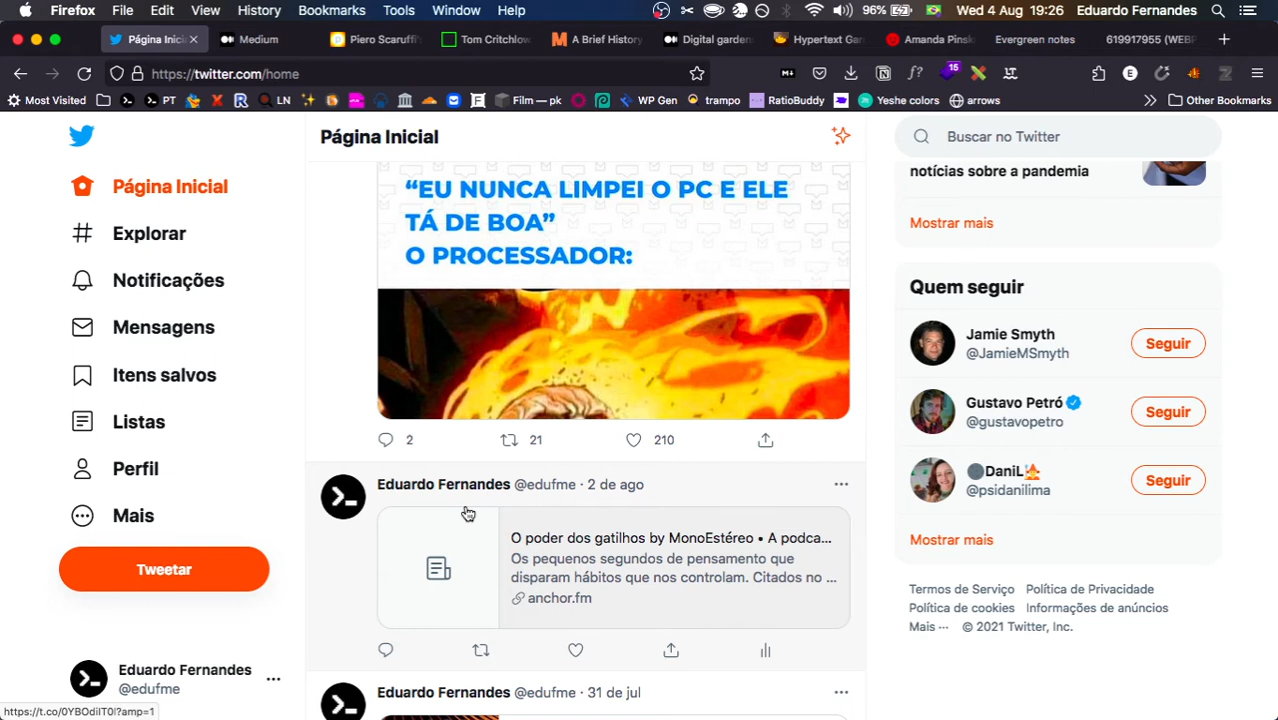 Firefox File Edit View History Bookmarks Tools Window Help 96% Wed 4 Aug 19:26 Eduardo Fernandes
Página Inici Medium Piero Scaruffi' Tom Critchlow A Brief History Digital garden Hypertext Gar Amanda Pinsk Evergreen notes 619917325 (WEBP
https://twitter.com/home 15
Most Visited PT LN Film — pk WP Gen trampo RatioBuddy Yeshe colors arrows Other Bookmarks
Página Inicial
Explorar
Notificações
Mensagens
Itens salvos
Listas
Perfil
Mais
Tweetar
Eduardo Fernandes
@edufme
https://t.co/0YBOdiIT0l?amp=1
Página Inicial
“EU NUNCA LIMPEI O PC E ELE
TÁ DE BOA”
O PROCESSADOR:
2 21 210
Eduardo Fernandes @edufme · 2 de ago
O poder dos gatilhos by MonoEstéreo • A podca...
Os pequenos segundos de pensamento que
disparam hábitos que nos controlam. Citados no ...
anchor.fm
Eduardo Fernandes @edufme · 31 de jul
Buscar no Twitter
notícias sobre a pandemia
Mostrar mais
Quem seguir
Jamie Smyth
@JamieMSmyth
Seguir
Gustavo Petró
@gustavopetro
Seguir
DaniL
@psidanilima
Seguir
Mostrar mais
Termos de Serviço Política de Privacidade
Política de cookies Informações de anúncios
Mais ··· © 2021 Twitter, Inc.